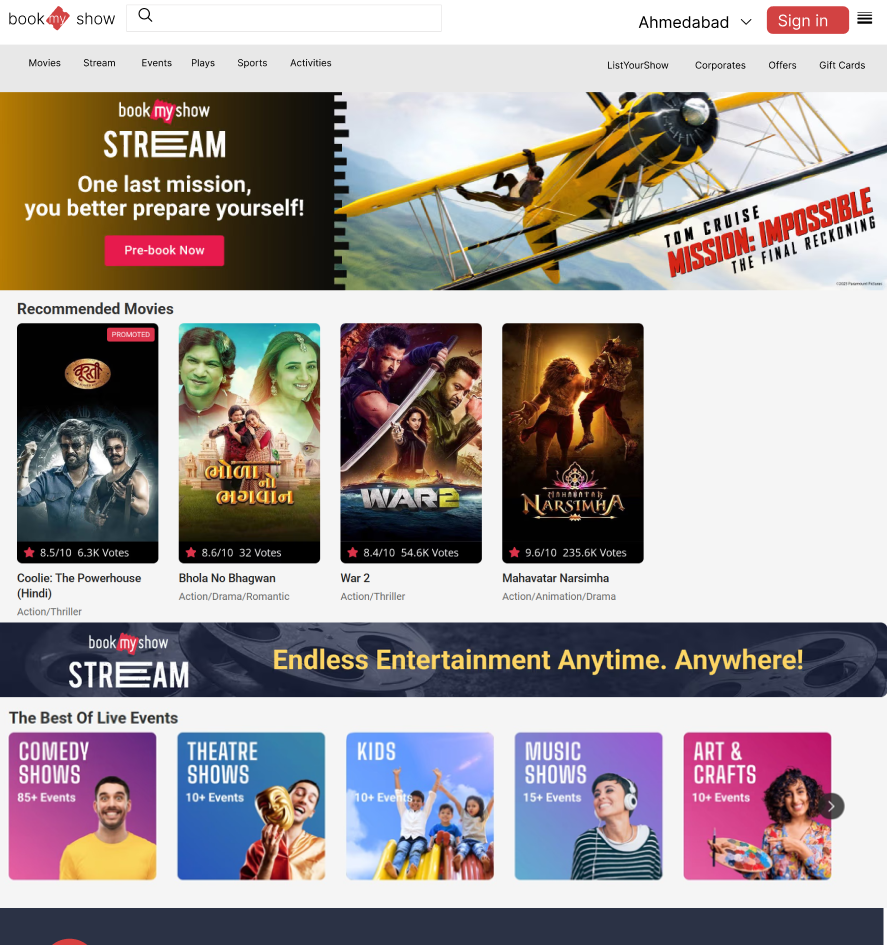 book my show
Ahmedabad
Sign in
Movies Stream Events Plays Sports Activities
ListYourShow Corporates Offers Gift Cards
book my show
STREAM
One last mission,
you better prepare yourself!
Pre-book Now
TOM CRUISE
MISSION: IMPOSSIBLE
THE FINAL RECKONING
Recommended Movies
PROMOTED
कूली
ભોળા
નો
ભગવાન
WAR 2
MAHAVATAR
NARSIMHA
8.5/10 6.3K Votes
8.6/10 32 Votes
8.4/10 54.6K Votes
9.6/10 235.6K Votes
Coolie: The Powerhouse
(Hindi)
Action/Thriller
Bhola No Bhagwan
Action/Drama/Romantic
War 2
Action/Thriller
Mahavatar Narsimha
Action/Animation/Drama
book my show
STREAM
Endless Entertainment Anytime. Anywhere!
The Best Of Live Events
COMEDY
SHOWS
85+ Events
THEATRE
SHOWS
10+ Events
KIDS
10+ Events
MUSIC
SHOWS
15+ Events
ART &
CRAFTS
10+ Events